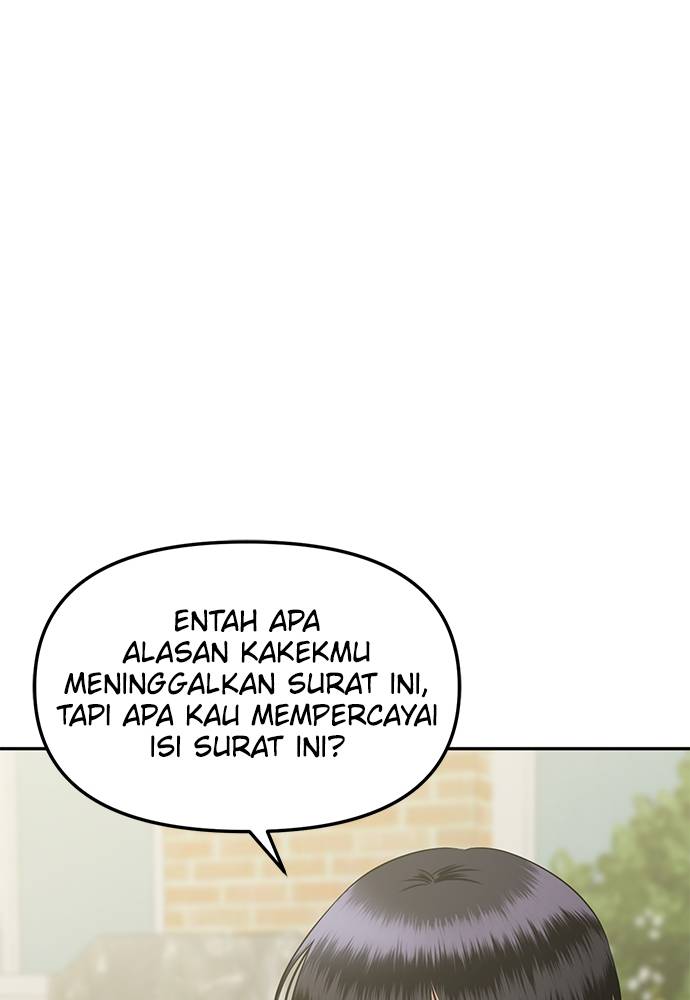 ENTAH APA
ALASAN KAKEKMU
MENINGGALKAN SURAT INI,
TAPI APA KAU MEMPERCAYAI
ISI SURAT INI?